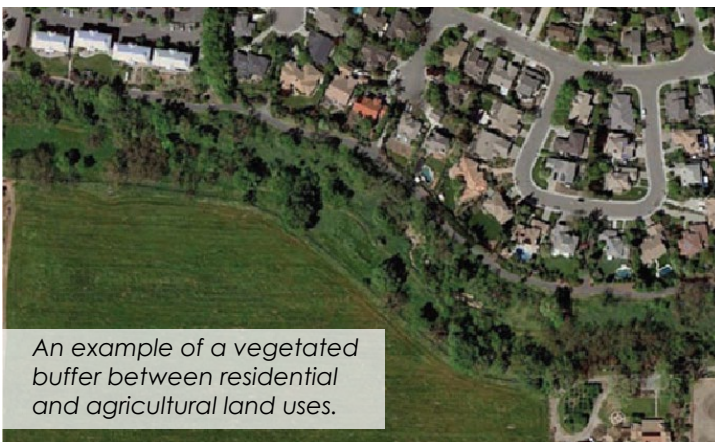 An example of a vegetated
buffer between residential
and agricultural land uses.